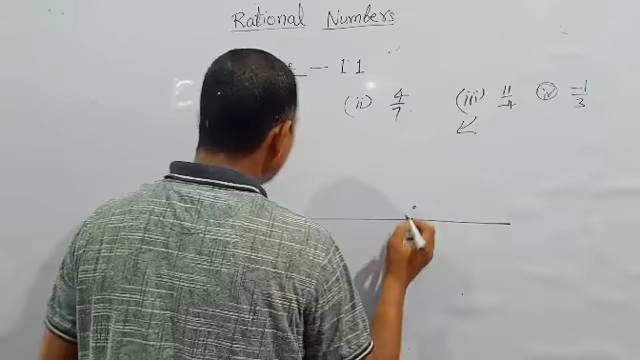 Rational Numbers
— 11
(ii) 4/7 (iii) 11/-4 (iv) -1/3